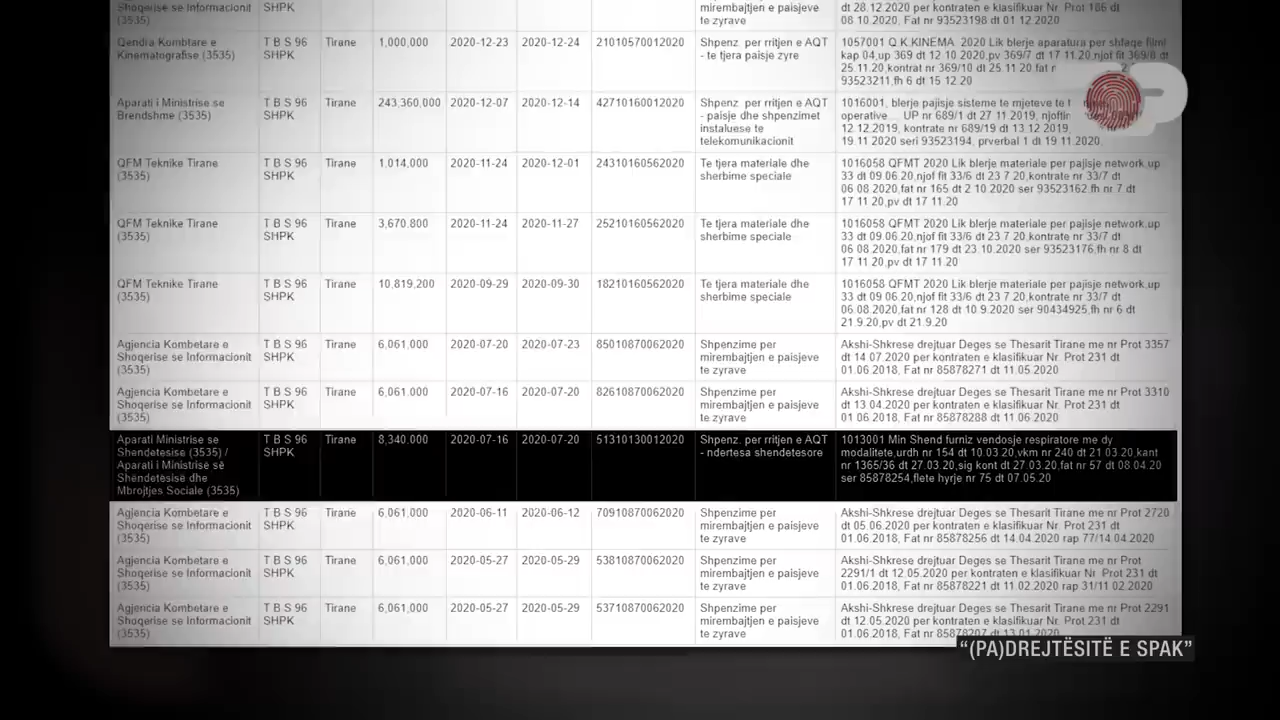 Shoqerise se Informacionit SHPK dt 28.12.2020 per kontraten e klasifikuar Nr. Prot 186 dt
(3535) mirembajtjen e paisjeve
te zyrave 08.10.2020, Fat nr 93523198 dt 01.12.2020
Qendra Kombtare e T B S 96 Tirane 1,000,000 2020-12-23 2020-12-24 21010570012020 Shpenz. per rritjen e AQT 1057001 Q.K.KINEMA 2020 Lik blerje aparatura per shfaqe filmi
Kinematografise (3535) SHPK - te tjera paisje zyre kap 04,up 369 dt 12 10.2020,pv 369/7 dt 17 11.20,njof fit 369/8 dt
25.11.20,kontrat nr 369/10 dt 25.11 20.fat r
93523211,fh 6 dt 15.12.20
Aparati i Ministrise se T B S 96 Tirane 243,360,000 2020-12-07 2020-12-14 42710160012020 Shpenz. per rritjen e AQT 1016001, blerje pajisje sisteme te mjeteve te
Brendshme (3535) SHPK - paisje dhe shpenzimet operative... UP nr 689/1 dt 27 11 2019, njoftim
instaluese te 12.12.2019, kontrate nr 689/19 dt 13.12 2019,
telekomunikacionit 19.11 2020 seri 93523194, prverbal 1 dt 19.11.2020,
QFM Teknike Tirane T B S 96 Tirane 1,014,000 2020-11-24 2020-12-01 24310160562020 Te tjera materiale dhe 1016058 QFMT 2020 Lik blerje materiale per pajisje network,up
(3535) SHPK sherbime speciale 33 dt 09.06.20,njof fit 33/6 dt 23 7 20,kontrate nr 33/7 dt
06 08 2020,fat nr 165 dt 2 10 2020 ser 93523162,fh nr 7 dt
17 11 20,pv dt 17 11.20
QFM Teknike Tirane T B S 96 Tirane 3,670.800 2020-11-24 2020-11-27 25210160562020 Te tjera materiale dhe 1016058 QFMT 2020 Lik blerje materiale per pajisje network,up
(3535) SHPK sherbime speciale 33 dt 09.06.20,njof fit 33/6 dt 23 7.20,kontrate nr 33/7 dt
06 08.2020,fat nr 179 dt 23.10.2020 ser 93523176,fh nr 8 dt
17 11 20,pv dt 17 11.20
QFM Teknike Tirane T B S 96 Tirane 10,819,200 2020-09-29 2020-09-30 18210160562020 Te tjera materiale dhe 1016058 QFMT 2020 Lik blerje materiale per pajisje network,up
(3535) SHPK sherbime speciale 33 dt 09 06.20,njof fit 33/6 dt 23 7.20,kontrate nr 33/7 dt
06.08.2020,fat nr 128 dt 10 9.2020 ser 90434925,fh nr 6 dt
21 9.20,pv dt 21.9.20
Agjencia Kombetare e T B S 96 Tirane 6,061,000 2020-07-20 2020-07-23 85010870062020 Shpenzime per Akshi-Shkrese drejtuar Deges se Thesarit Tirane me nr Prot 3357
Shoqerise se Informacionit SHPK mirembajtjen e paisjeve dt 14.07.2020 per kontraten e klasifikuar Nr. Prot 231 dt
(3535) te zyrave 01.06.2018, Fat nr 85878271 dt 11.05.2020
Agjencia Kombetare e T B S 96 Tirane 6,061,000 2020-07-16 2020-07-20 82610870062020 Shpenzime per Akshi-Shkrese drejtuar Deges se Thesarit Tirane me nr Prot 3310
Shoqerise se Informacionit SHPK mirembajtjen e paisjeve dt 13.04.2020 per kontraten e klasifikuar Nr. Prot 231 dt
(3535) te zyrave 01.06.2018, Fat nr 85878288 dt 11.06.2020
Aparati Ministrise se T B S 96 Tirane 8,340.000 2020-07-16 2020-07-20 51310130012020 Shpenz. per rritjen e AQT 1013001 Min Shend furniz vendosje respiratore me dy
Shendetesise (3535) / SHPK - ndertesa shendetesore modalitete,urdh nr 154 dt 10.03.20,vkm nr 240 dt 21 03.20,kant
Aparati i Ministrise së nr 1365/36 dt 27.03.20,sig kont dt 27.03.20,fat nr 57 dt 08.04.20
Shëndetësise dhe ser 85878254,flete hyrje nr 75 dt 07.05.20
Mbrojtjes Sociale (3535)
Agjencia Kombetare e T B S 96 Tirane 6,061,000 2020-06-11 2020-06-12 70910870062020 Shpenzime per Akshi-Shkrese drejtuar Deges se Thesarit Tirane me nr Prot 2720
Shoqerise se Informacionit SHPK mirembajtjen e paisjeve dt 05.06.2020 per kontraten e klasifikuar Nr. Prot 231 dt
(3535) te zyrave 01.06.2018, Fat nr 85878256 dt 14.04.2020 rap 77/14.04.2020
Agjencia Kombetare e T B S 96 Tirane 6,061,000 2020-05-27 2020-05-29 53810870062020 Shpenzime per Akshi-Shkrese drejtuar Deges se Thesarit Tirane me nr Prot
Shoqerise se Informacionit SHPK mirembajtjen e paisjeve 2291/1 dt 12.05.2020 per kontraten e klasifikuar Nr. Prot 231 dt
(3535) te zyrave 01.06.2018, Fat nr 85878221 dt 11.02.2020 rap 31/11 02.2020
Agjencia Kombetare e T B S 96 Tirane 6,061,000 2020-05-27 2020-05-29 53710870062020 Shpenzime per Akshi-Shkrese drejtuar Deges se Thesarit Tirane me nr Prot 2291
Shoqerise se Informacionit SHPK mirembajtjen e paisjeve dt 12.05.2020 per kontraten e klasifikuar Nr. Prot 231 dt
(3535) te zyrave 01.06.2018, Fat nr 85878207 dt 13.01.2020
“(PA)DREJTËSITË E SPAK”